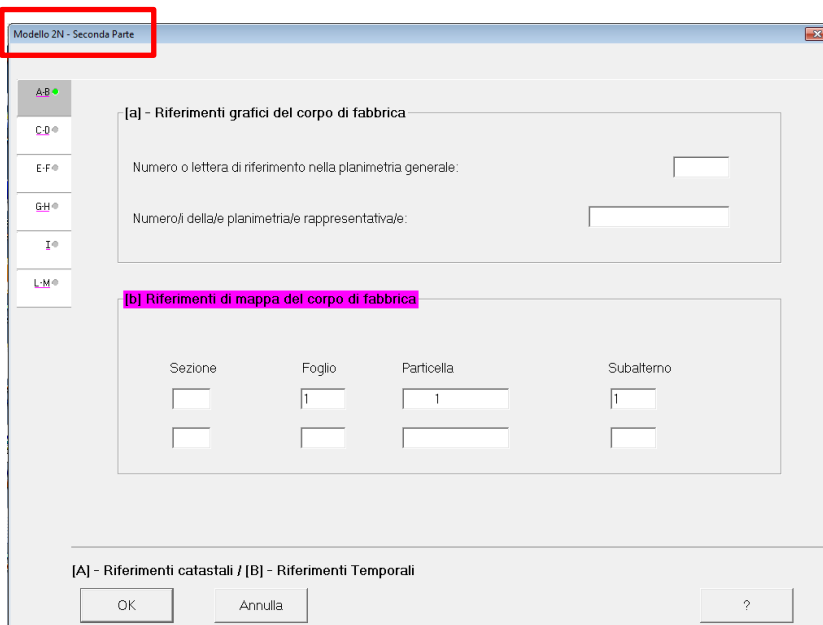 Modello 2N - Seconda Parte
A-B
C-D
E-F
G-H
I
L-M
[a] - Riferimenti grafici del corpo di fabbrica
Numero o lettera di riferimento nella planimetria generale:
Numero/i della/e planimetria/e rappresentativa/e:
[b] Riferimenti di mappa del corpo di fabbrica
Sezione Foglio Particella Subalterno
1 1 1
[A] - Riferimenti catastali / [B] - Riferimenti Temporali
OK Annulla ?